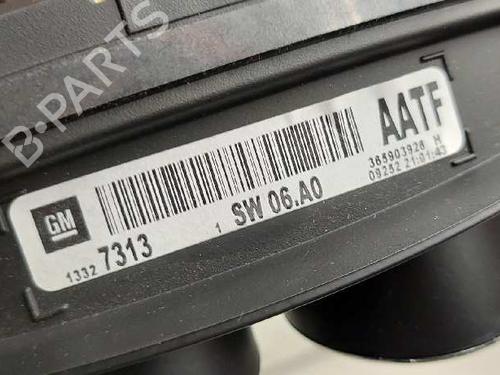 AATF
365903926 H
09252 21:01:43
GM
1332 7313
1 SW 06.A0
B-PARTS